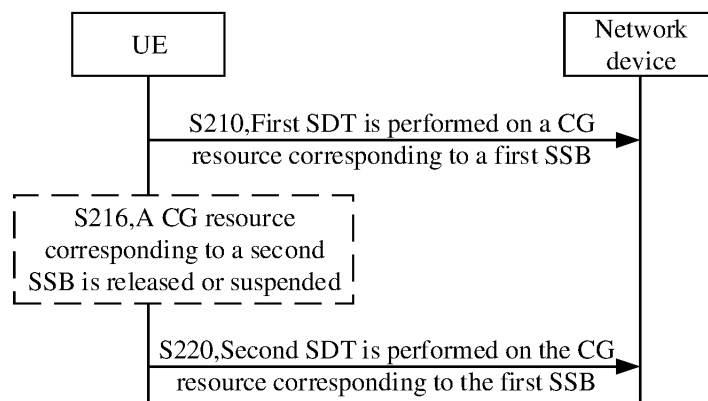 UE
Network
device
S210,First SDT is performed on a CG
resource corresponding to a first SSB
S216,A CG resource
corresponding to a second
SSB is released or suspended
S220,Second SDT is performed on the CG
resource corresponding to the first SSB